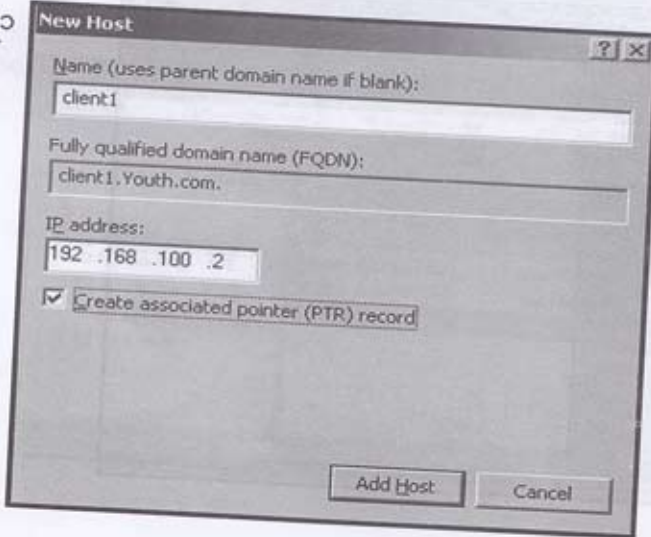 New Host
? ×
Name (uses parent domain name if blank):
client1
Fully qualified domain name (FQDN):
client1.Youth.com.
IP address:
192 .168 .100 .2
Create associated pointer (PTR) record
Add Host
Cancel